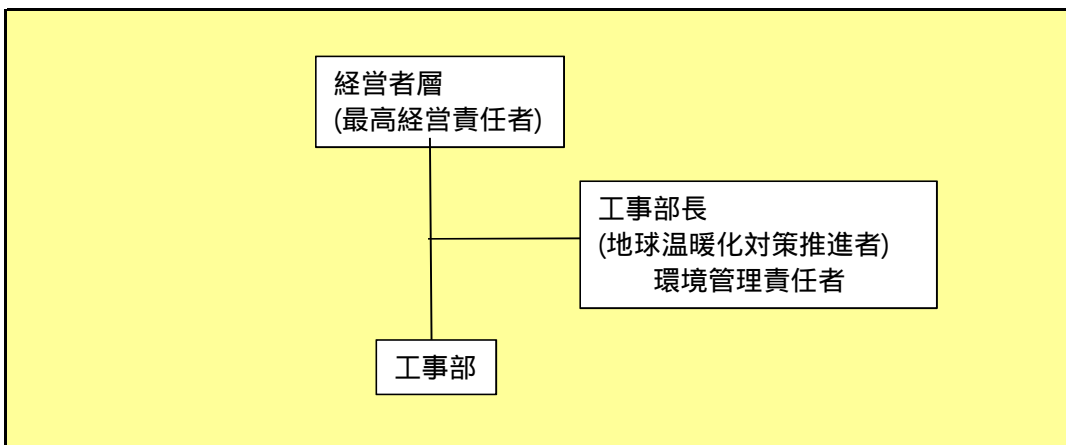 経営者層
(最高経営責任者)
工事部長
(地球温暖化対策推進者)
環境管理責任者
工事部